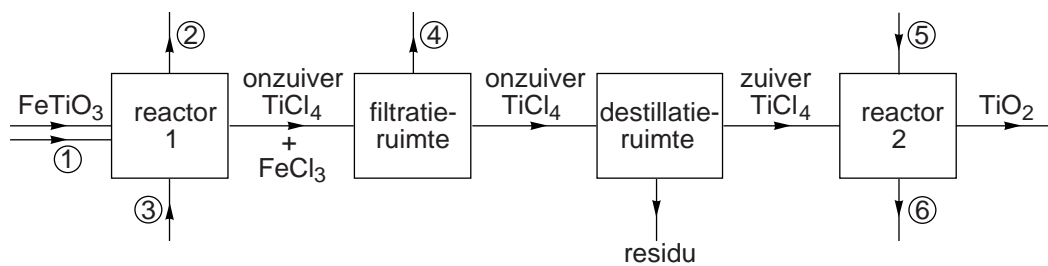 ②
④
⑤
FeTiO3
①
reactor
1
onzuiver
TiCl4
+
FeCl3
filtratie-
ruimte
onzuiver
TiCl4
destillatie-
ruimte
zuiver
TiCl4
reactor
2
TiO2
③
⑥
residu